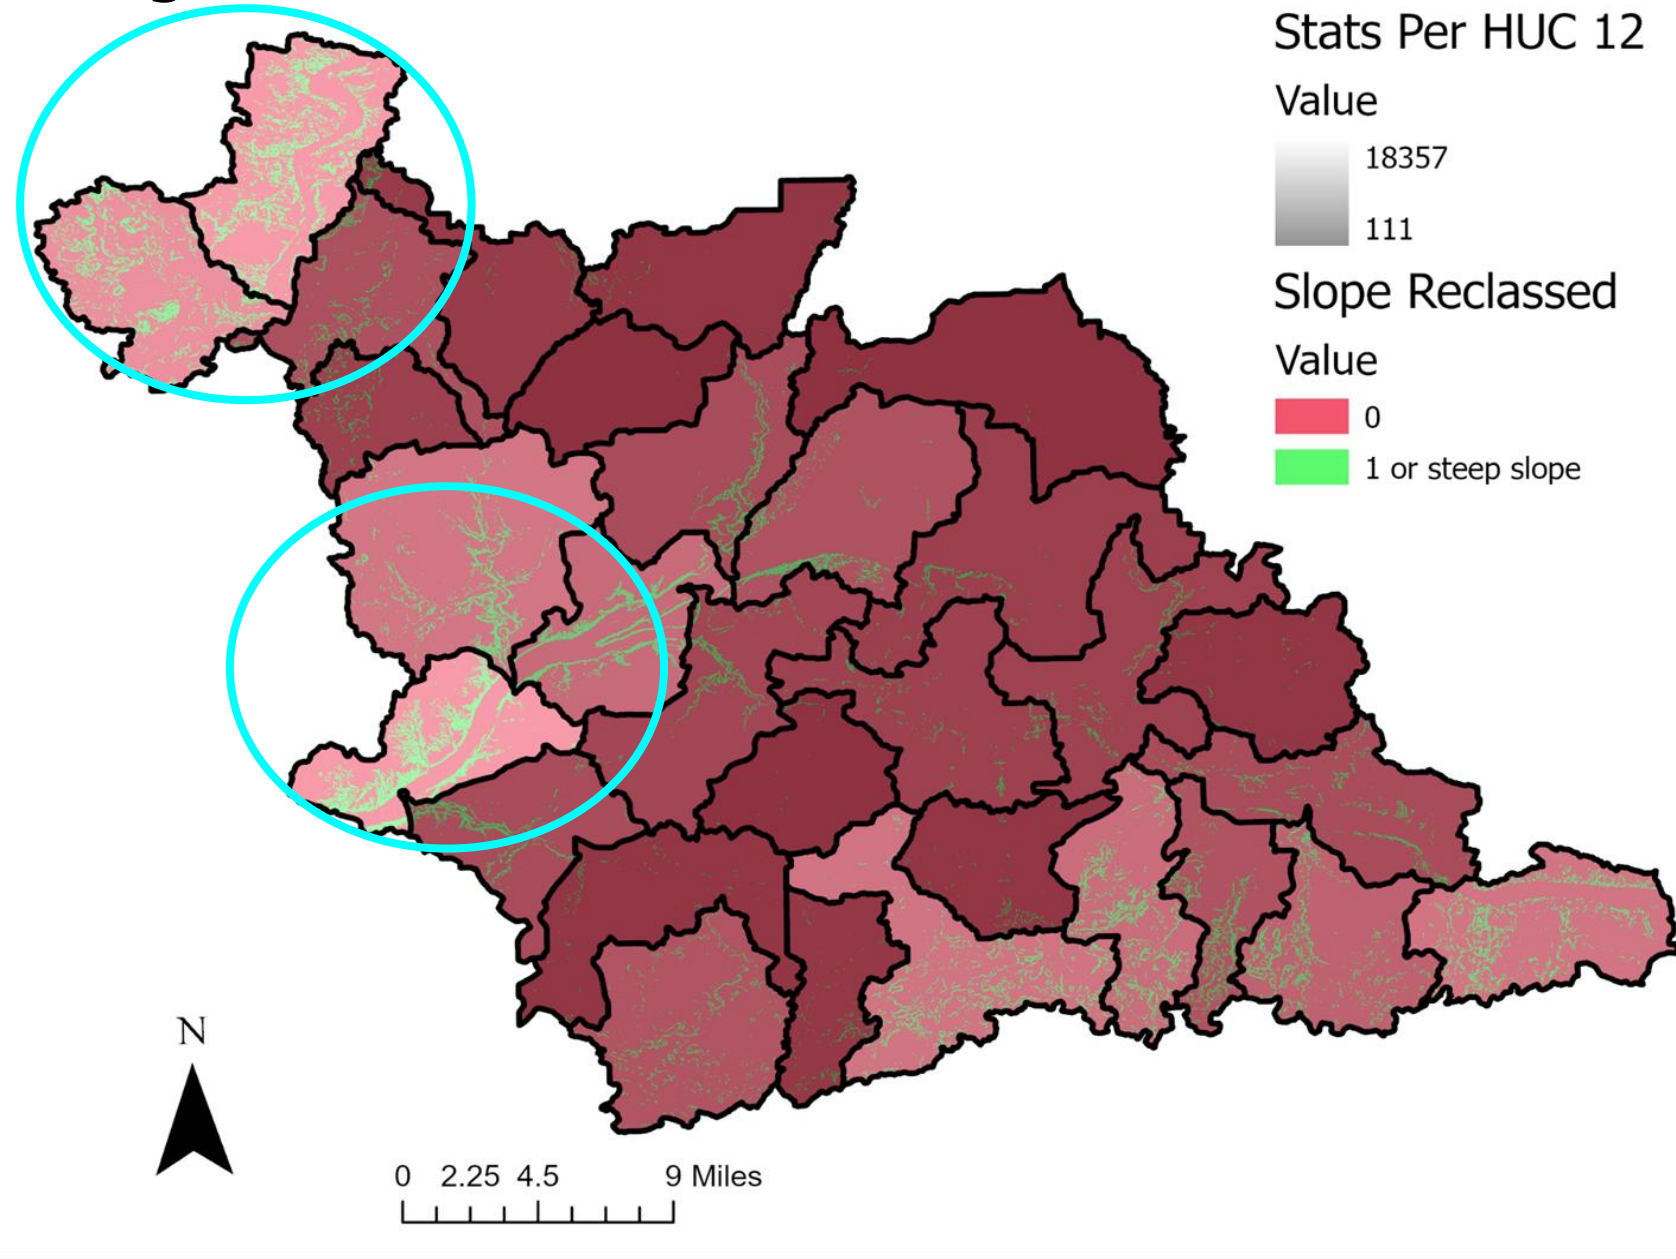 Stats Per HUC 12
Value
18357
111
Slope Reclassed
Value
0
1 or steep slope
N
0 2.25 4.5 9 Miles